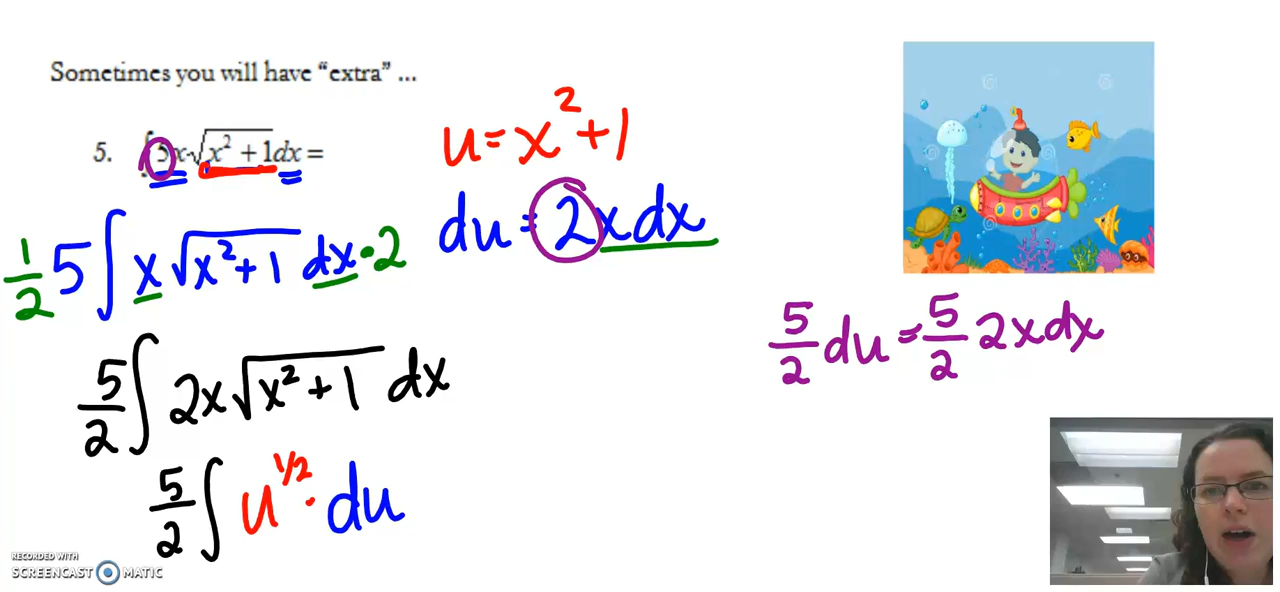 Sometimes you will have “extra” ...
5. ∫5x·√x² + 1dx =
u = x² + 1
du = 2x dx
1/2 5 ∫ x √x² + 1 dx · 2
5/2 ∫ 2x √x² + 1 dx
5/2 ∫ u^1/2 · du
5/2 du = 5/2 2x dx
RECORDED WITH
SCREENCAST MATIC